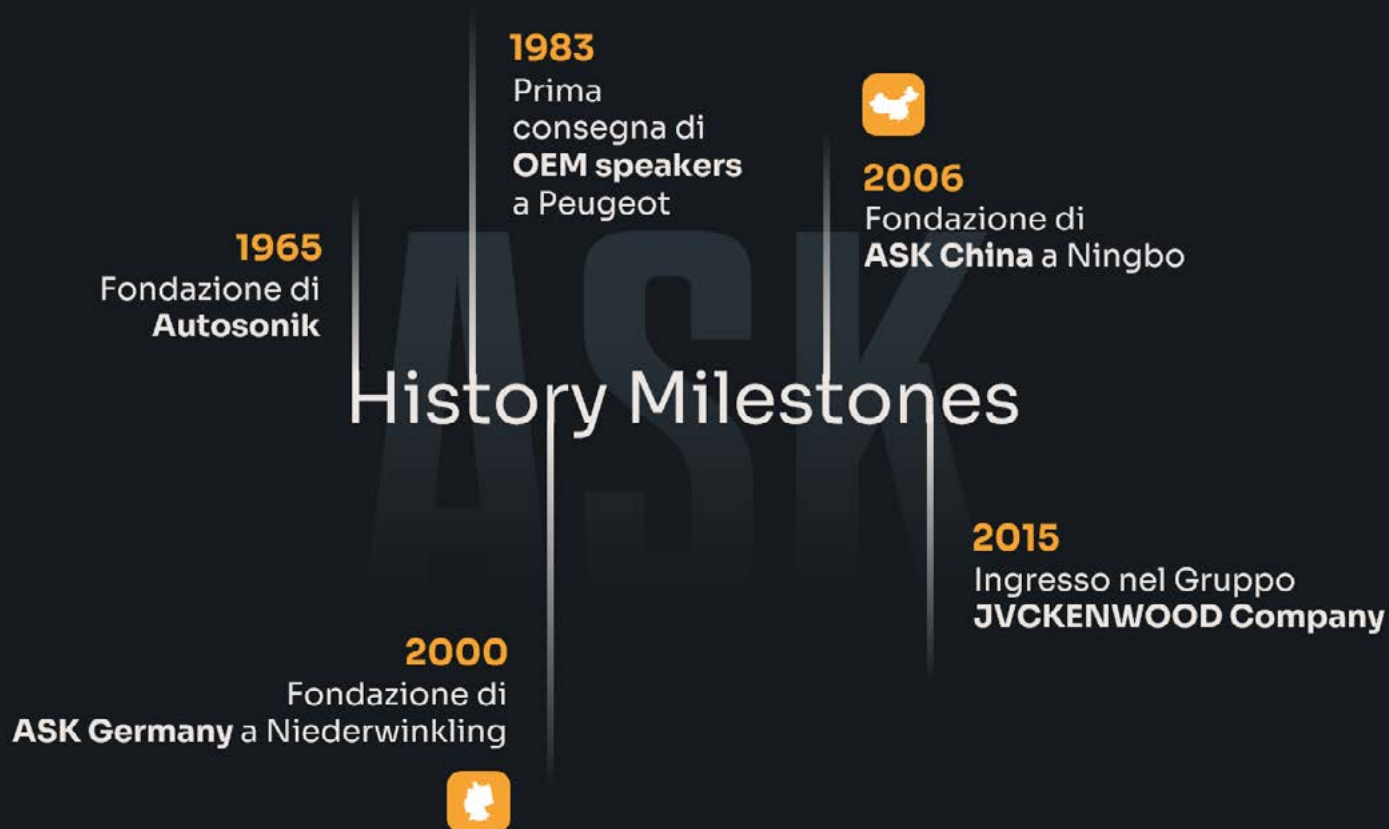 1965
Fondazione di
Autosonik
1983
Prima
consegna di
OEM speakers
a Peugeot
2006
Fondazione di
ASK China a Ningbo
ASK
History Milestones
2000
Fondazione di
ASK Germany a Niederwinkling
2015
Ingresso nel Gruppo
JVCKENWOOD Company